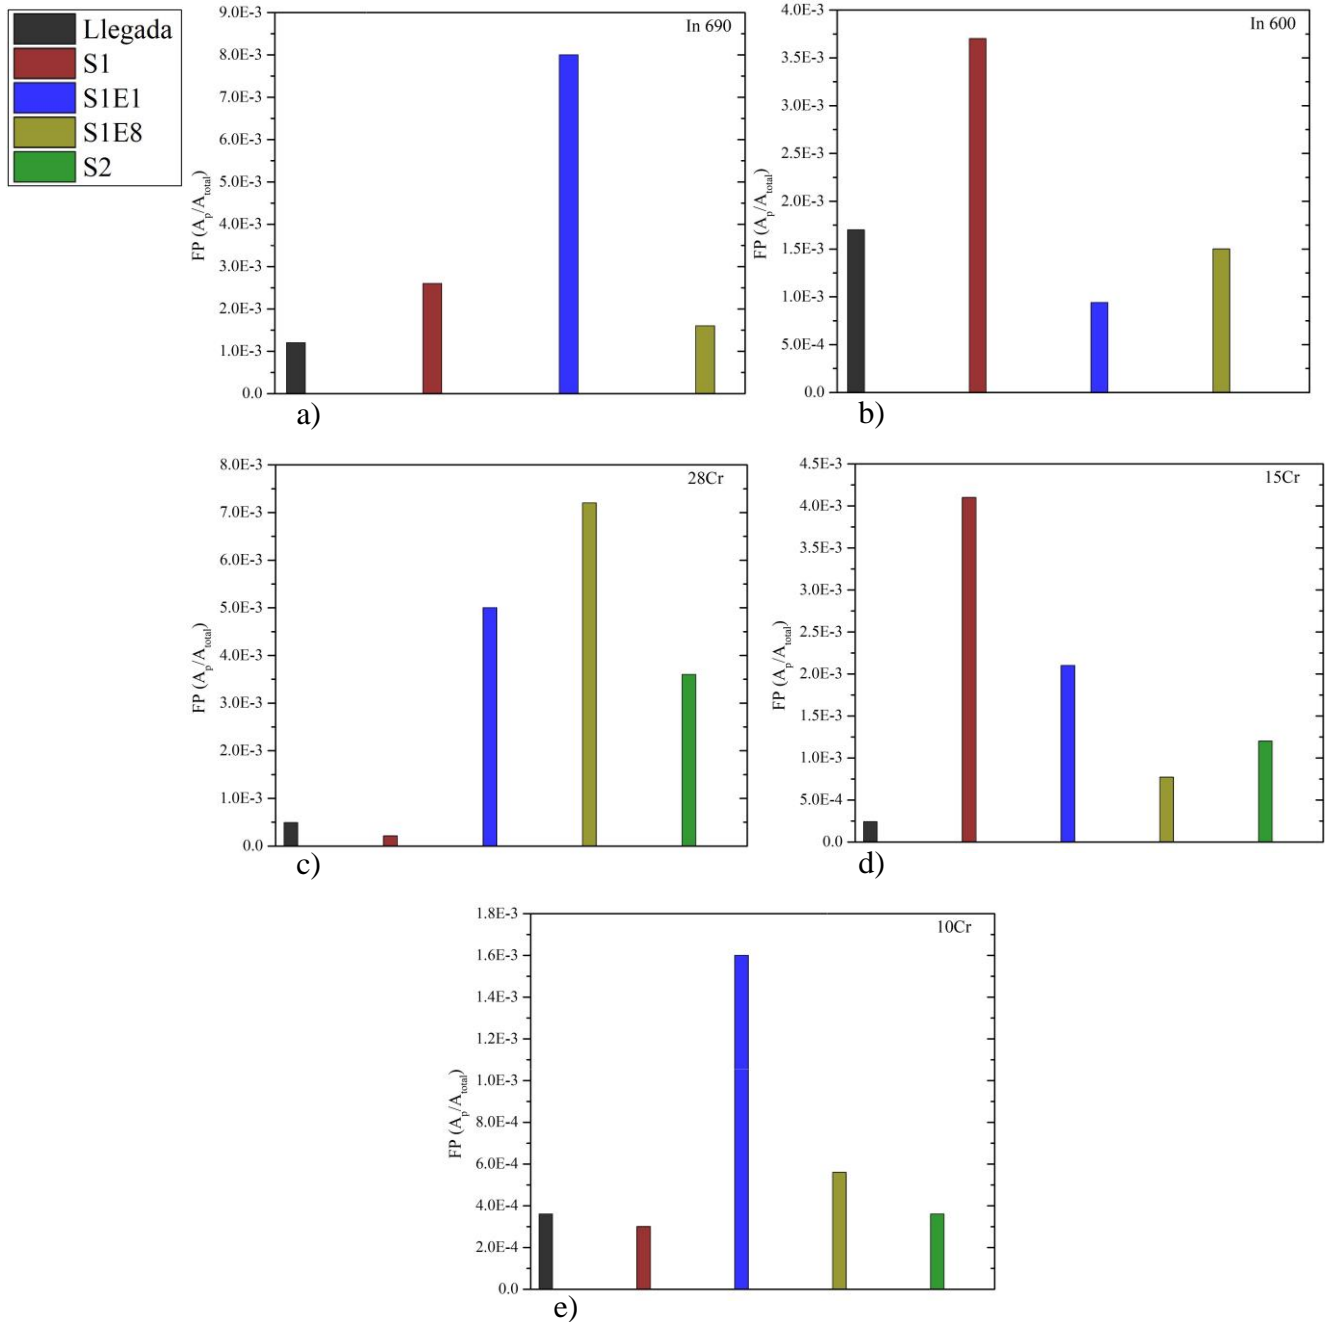 Llegada
S1
S1E1
S1E8
S2
9.0E-3
8.0E-3
7.0E-3
6.0E-3
5.0E-3
4.0E-3
3.0E-3
2.0E-3
1.0E-3
0.0
FP (Ap/Atotal)
In 690
a)
4.0E-3
3.5E-3
3.0E-3
2.5E-3
2.0E-3
1.5E-3
1.0E-3
5.0E-4
0.0
FP (Ap/Atotal)
In 600
b)
8.0E-3
7.0E-3
6.0E-3
5.0E-3
4.0E-3
3.0E-3
2.0E-3
1.0E-3
0.0
FP (Ap/Atotal)
28Cr
c)
4.5E-3
4.0E-3
3.5E-3
3.0E-3
2.5E-3
2.0E-3
1.5E-3
1.0E-3
5.0E-4
0.0
FP (Ap/Atotal)
15Cr
d)
1.8E-3
1.6E-3
1.4E-3
1.2E-3
1.0E-3
8.0E-4
6.0E-4
4.0E-4
2.0E-4
0.0
FP (Ap/Atotal)
10Cr
e)